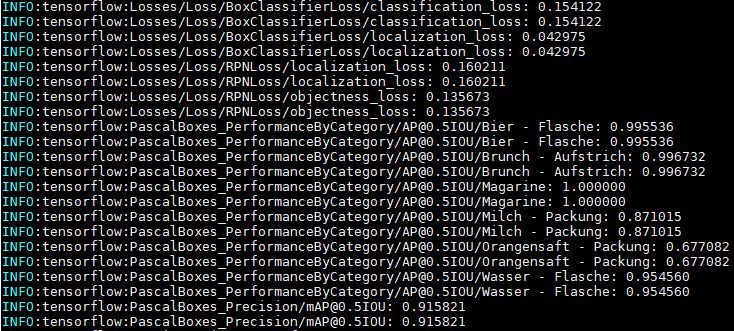 INFO:tensorflow:Losses/Loss/BoxClassifierLoss/classification_loss: 0.154122
INFO:tensorflow:Losses/Loss/BoxClassifierLoss/classification_loss: 0.154122
INFO:tensorflow:Losses/Loss/BoxClassifierLoss/localization_loss: 0.042975
INFO:tensorflow:Losses/Loss/BoxClassifierLoss/localization_loss: 0.042975
INFO:tensorflow:Losses/Loss/RPNLoss/localization_loss: 0.160211
INFO:tensorflow:Losses/Loss/RPNLoss/localization_loss: 0.160211
INFO:tensorflow:Losses/Loss/RPNLoss/objectness_loss: 0.135673
INFO:tensorflow:Losses/Loss/RPNLoss/objectness_loss: 0.135673
INFO:tensorflow:PascalBoxes_PerformanceByCategory/AP@0.5IOU/Bier - Flasche: 0.995536
INFO:tensorflow:PascalBoxes_PerformanceByCategory/AP@0.5IOU/Bier - Flasche: 0.995536
INFO:tensorflow:PascalBoxes_PerformanceByCategory/AP@0.5IOU/Brunch - Aufstrich: 0.996732
INFO:tensorflow:PascalBoxes_PerformanceByCategory/AP@0.5IOU/Brunch - Aufstrich: 0.996732
INFO:tensorflow:PascalBoxes_PerformanceByCategory/AP@0.5IOU/Magarine: 1.000000
INFO:tensorflow:PascalBoxes_PerformanceByCategory/AP@0.5IOU/Magarine: 1.000000
INFO:tensorflow:PascalBoxes_PerformanceByCategory/AP@0.5IOU/Milch - Packung: 0.871015
INFO:tensorflow:PascalBoxes_PerformanceByCategory/AP@0.5IOU/Milch - Packung: 0.871015
INFO:tensorflow:PascalBoxes_PerformanceByCategory/AP@0.5IOU/Orangensaft - Packung: 0.677082
INFO:tensorflow:PascalBoxes_PerformanceByCategory/AP@0.5IOU/Orangensaft - Packung: 0.677082
INFO:tensorflow:PascalBoxes_PerformanceByCategory/AP@0.5IOU/Wasser - Flasche: 0.954560
INFO:tensorflow:PascalBoxes_PerformanceByCategory/AP@0.5IOU/Wasser - Flasche: 0.954560
INFO:tensorflow:PascalBoxes_Precision/mAP@0.5IOU: 0.915821
INFO:tensorflow:PascalBoxes_Precision/mAP@0.5IOU: 0.915821